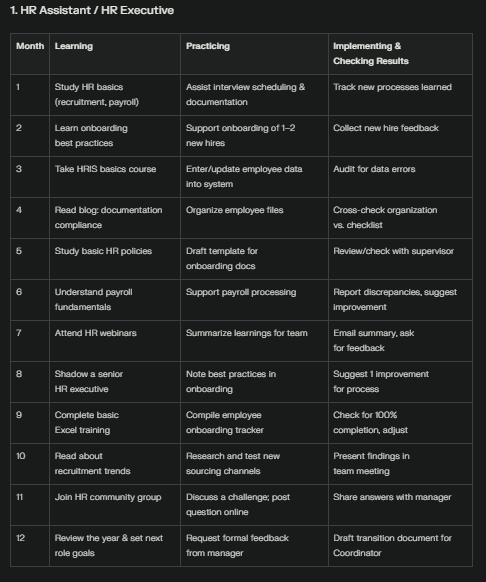 1. HR Assistant / HR Executive
Month Learning Practicing Implementing &
Checking Results
1 Study HR basics Assist interview scheduling & Track new processes learned
(recruitment, payroll) documentation
2 Learn onboarding Support onboarding of 1–2 Collect new hire feedback
best practices new hires
3 Take HRIS basics course Enter/update employee data Audit for data errors
into system
4 Read blog: documentation Organize employee files Cross-check organization
compliance vs. checklist
5 Study basic HR policies Draft template for Review/check with supervisor
onboarding docs
6 Understand payroll Support payroll processing Report discrepancies, suggest
fundamentals improvement
7 Attend HR webinars Summarize learnings for team Email summary, ask
for feedback
8 Shadow a senior Note best practices in Suggest 1 improvement
HR executive onboarding for process
9 Complete basic Compile employee Check for 100%
Excel training onboarding tracker completion, adjust
10 Read about Research and test new Present findings in
recruitment trends sourcing channels team meeting
11 Join HR community group Discuss a challenge; post Share answers with manager
question online
12 Review the year & set next Request formal feedback Draft transition document for
role goals from manager Coordinator